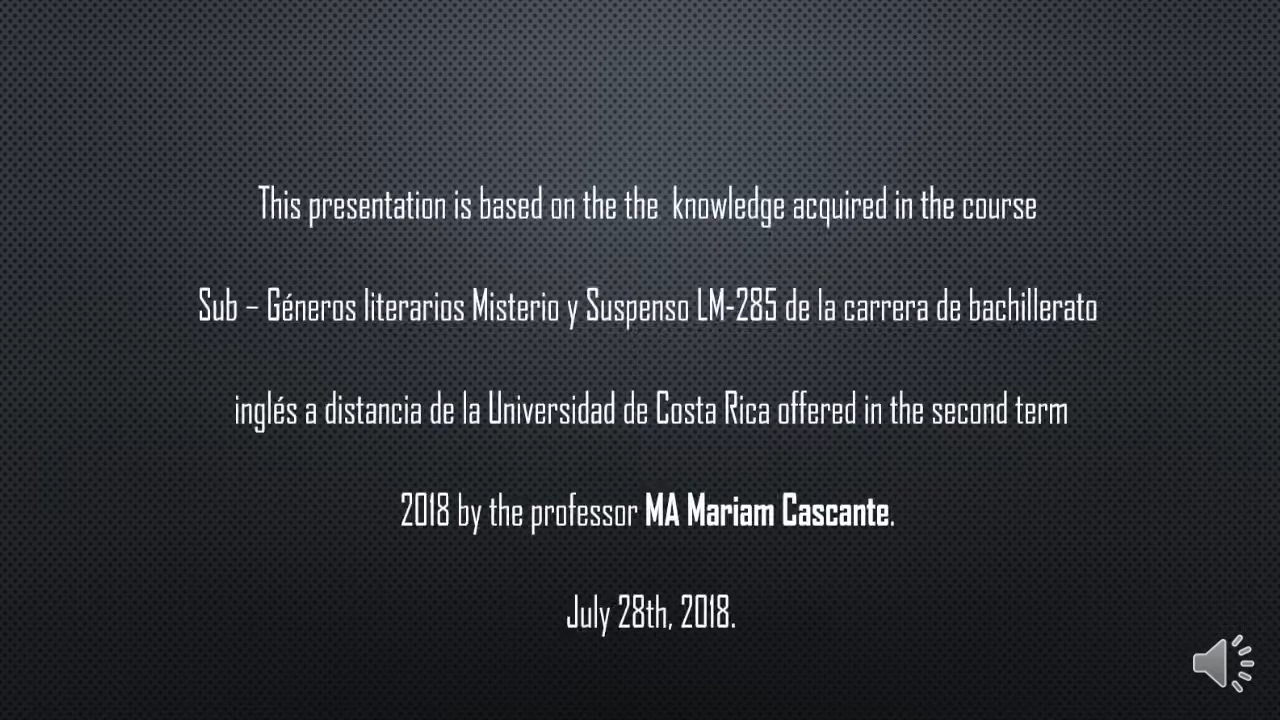 This presentation is based on the the knowledge acquired in the course
Sub – Géneros literarios Misterio y Suspenso LM-285 de la carrera de bachillerato
inglés a distancia de la Universidad de Costa Rica offered in the second term
2018 by the professor MA Mariam Cascante.
July 28th, 2018.